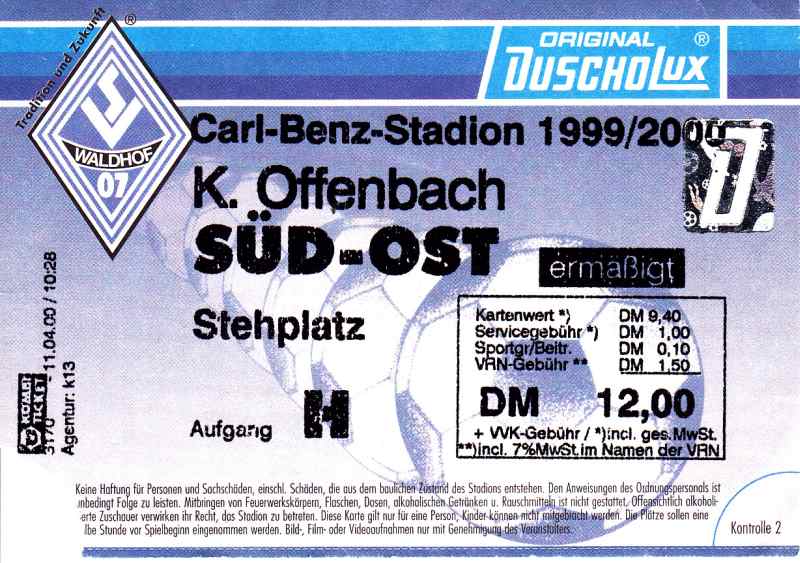 Tradition und Zukunft
®
SV
WALDHOF
07
ORIGINAL ®
DUSCHOLUX
Carl-Benz-Stadion 1999/2000
K. Offenbach
SÜD-OST
ermäßigt
Stehplatz
Kartenwert *) DM 9,40
Servicegebühr *) DM 1,00
Sportgr/Beitr. DM 0,10
VRN-Gebühr ** DM 1,50
DM 12,00
+ VVK-Gebühr / *)incl. ges.MwSt.
**)incl. 7%MwSt.im Namen der VRN
Aufgang H
TICKET
3170 - 11.04.00 / 10:28
Agentur: k13
Keine Haftung für Personen und Sachschäden, einschl. Schäden, die aus dem baulichen Zustand des Stadions entstehen. Den Anweisungen des Ordnungspersonals ist
unbedingt Folge zu leisten. Mitbringen von Feuerwerkskörpern, Flaschen, Dosen, alkoholischen Getränken u. Rauschmitteln ist nicht gestattet. Offensichtlich alkoholi-
erte Zuschauer verwirken ihr Recht, das Stadion zu betreten. Diese Karte gilt nur für eine Person, Kinder können nicht mitgebracht werden. Die Plätze sollen eine
lbe Stunde vor Spielbeginn eingenommen werden. Bild-, Film- oder Videoaufnahmen nur mit Genehmigung des Veranstalters.
Kontrolle 2